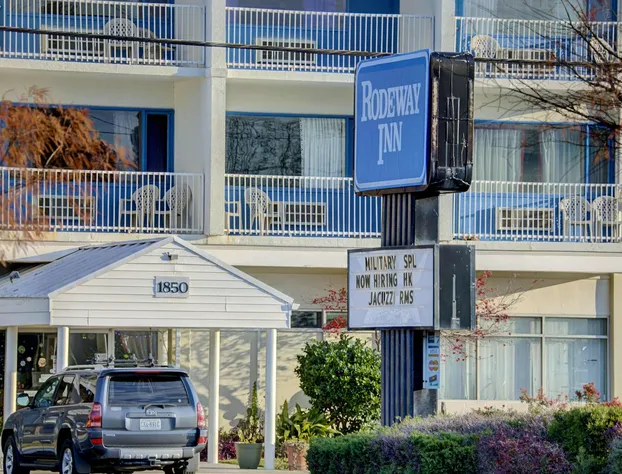 RODEWAY
INN
MILITARY SPL
NOW HIRING HK
JACUZZI RMS
1850